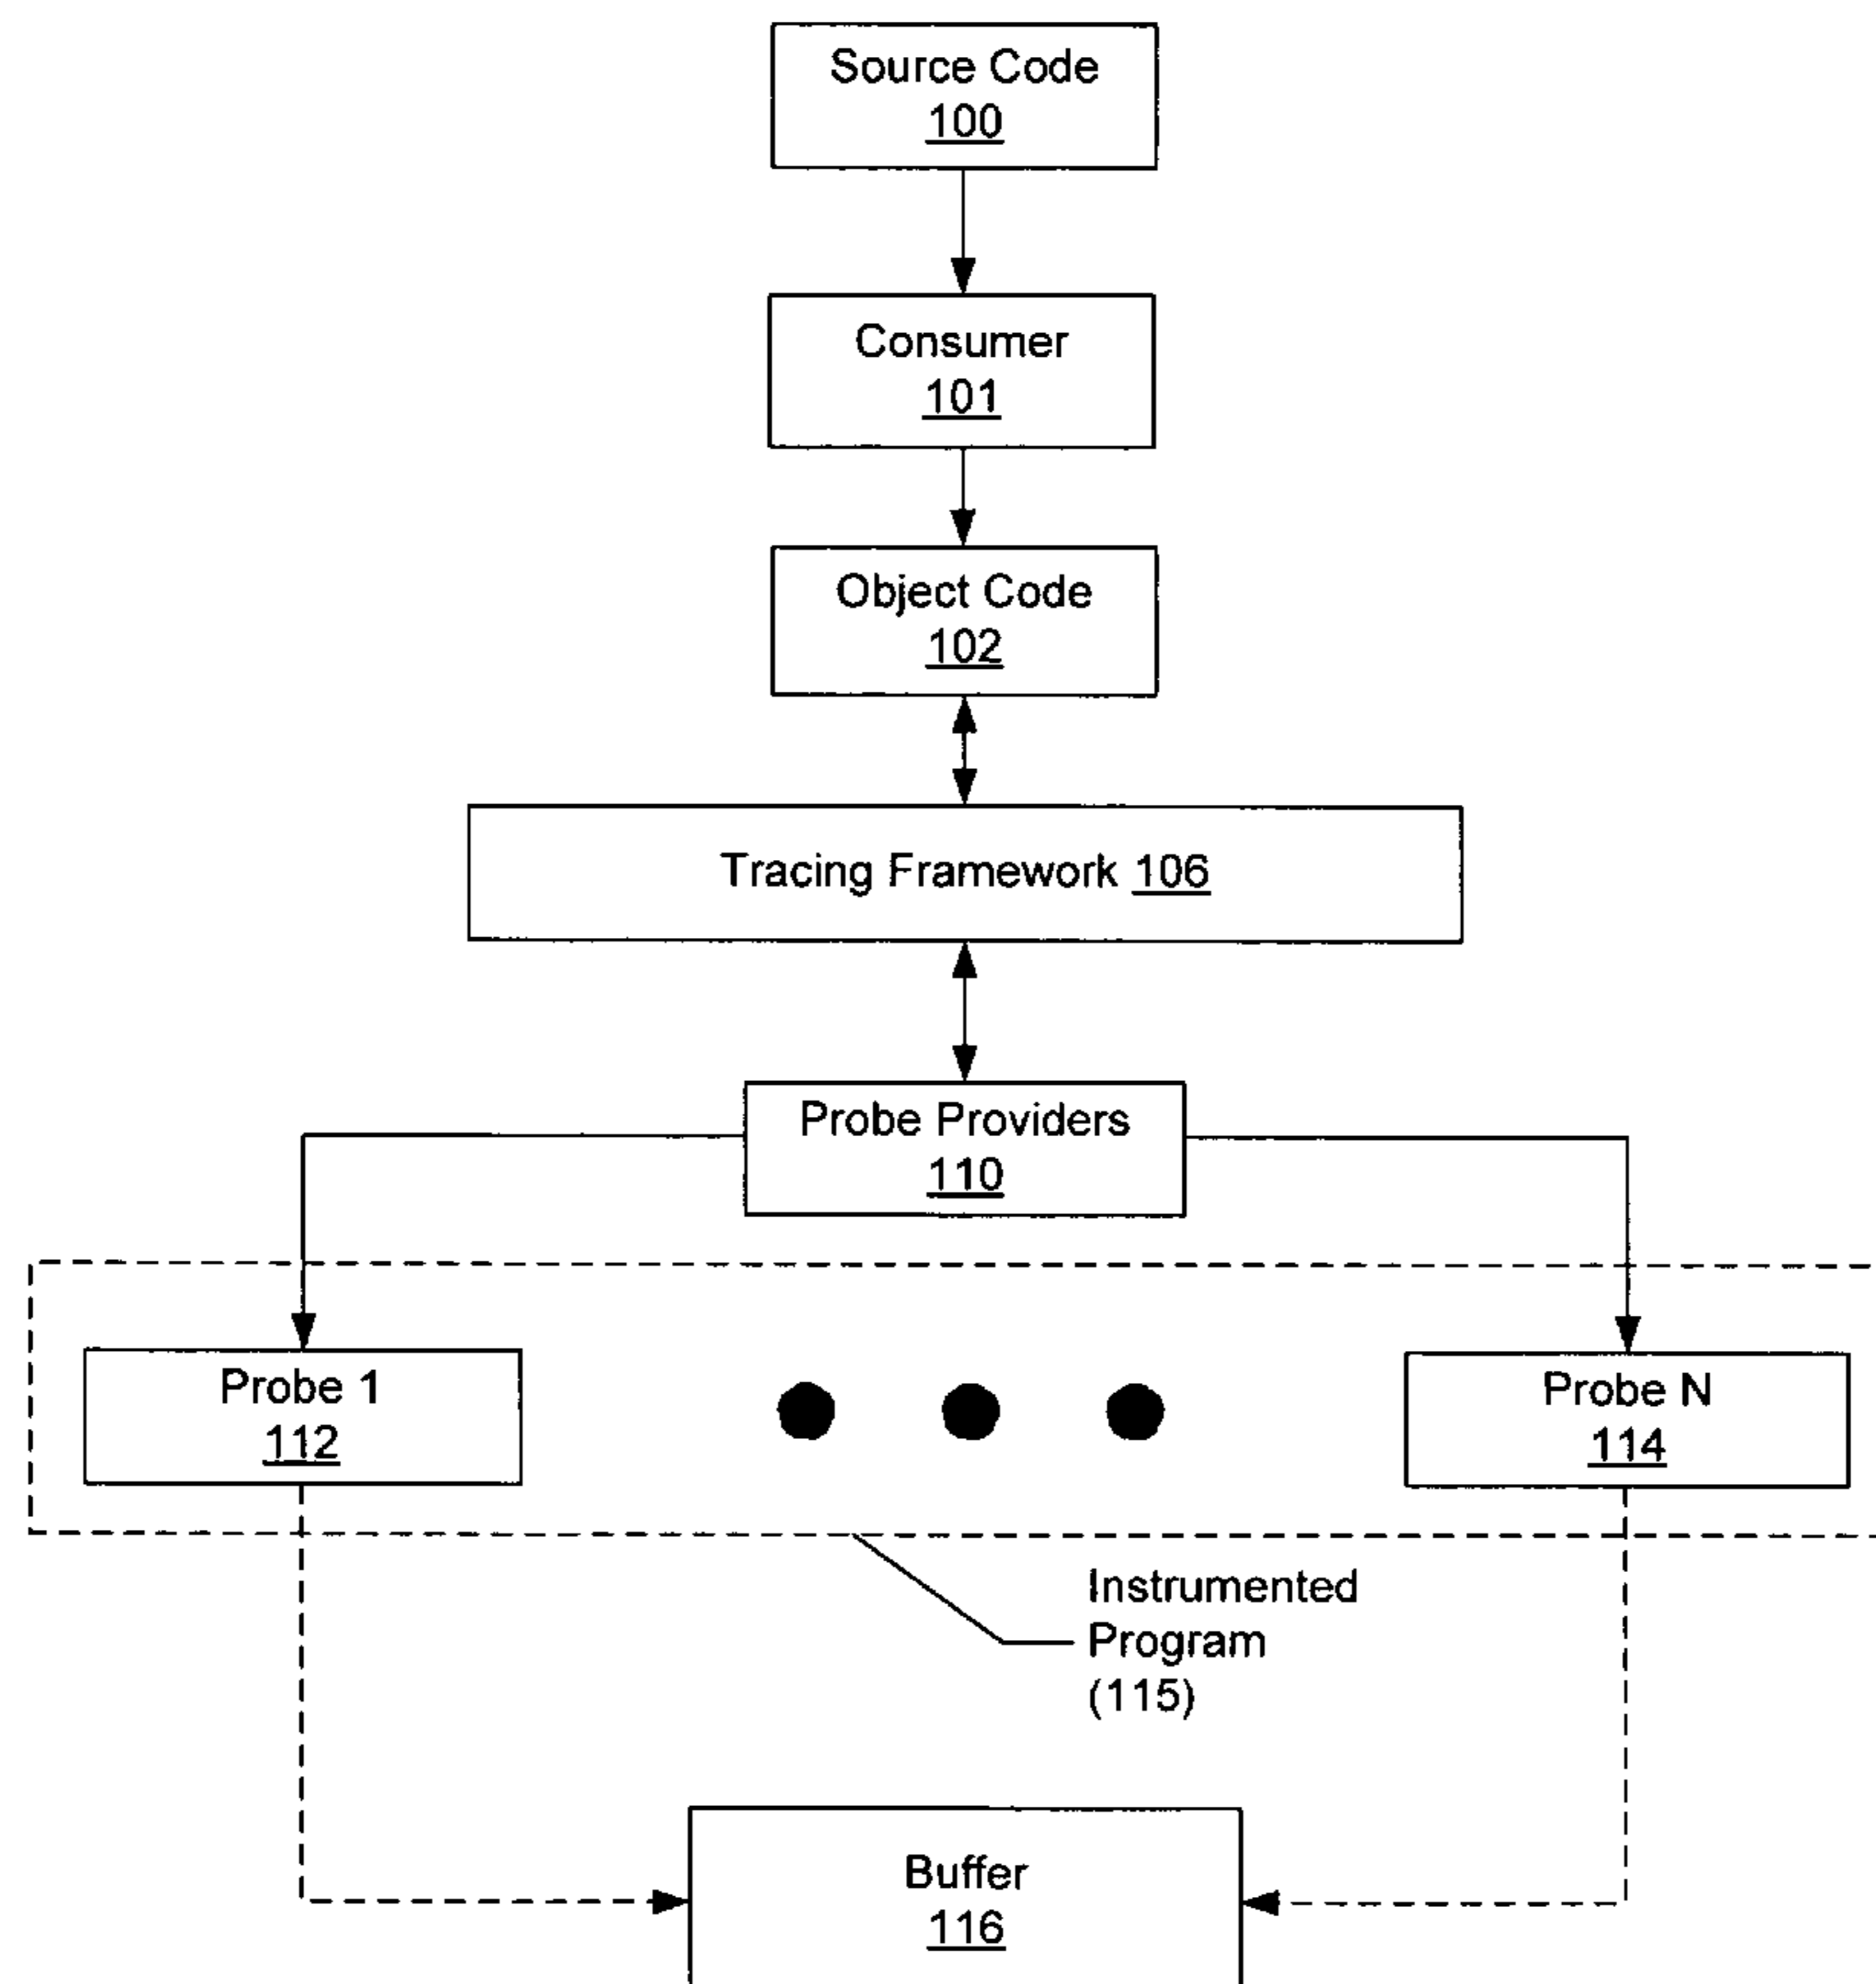 Source Code
100
Consumer
101
Object Code
102
Tracing Framework 106
Probe Providers
110
Probe 1
112
Probe N
114
Instrumented
Program
(115)
Buffer
116